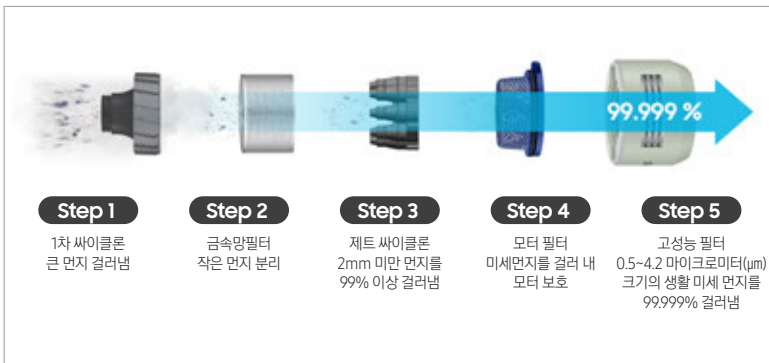 99.999 %
Step 1
1차 싸이클론
큰 먼지 걸러냄
Step 2
금속망필터
작은 먼지 분리
Step 3
제트 싸이클론
2mm 미만 먼지를
99% 이상 걸러냄
Step 4
모터 필터
미세먼지를 걸러 내
모터 보호
Step 5
고성능 필터
0.5~4.2 마이크로미터(μm)
크기의 생활 미세 먼지를
99.999% 걸러냄